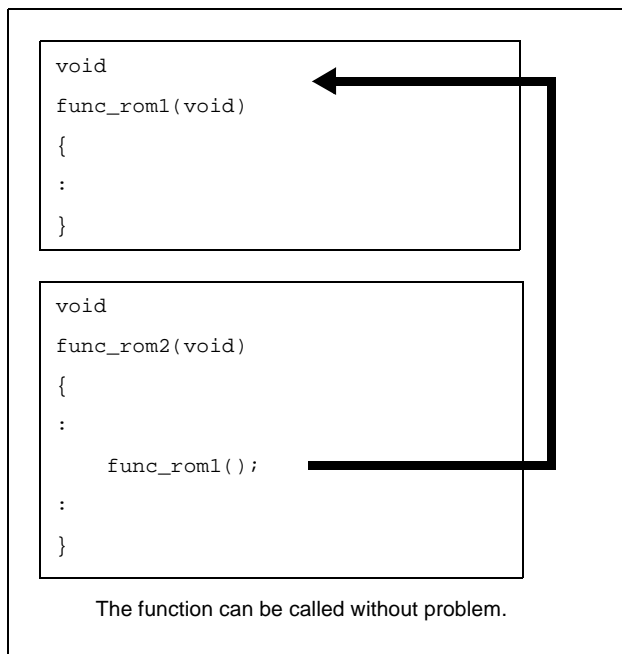 void
func_rom1(void)
{
:
}
void
func_rom2(void)
{
:
func_rom1();
:
}
The function can be called without problem.